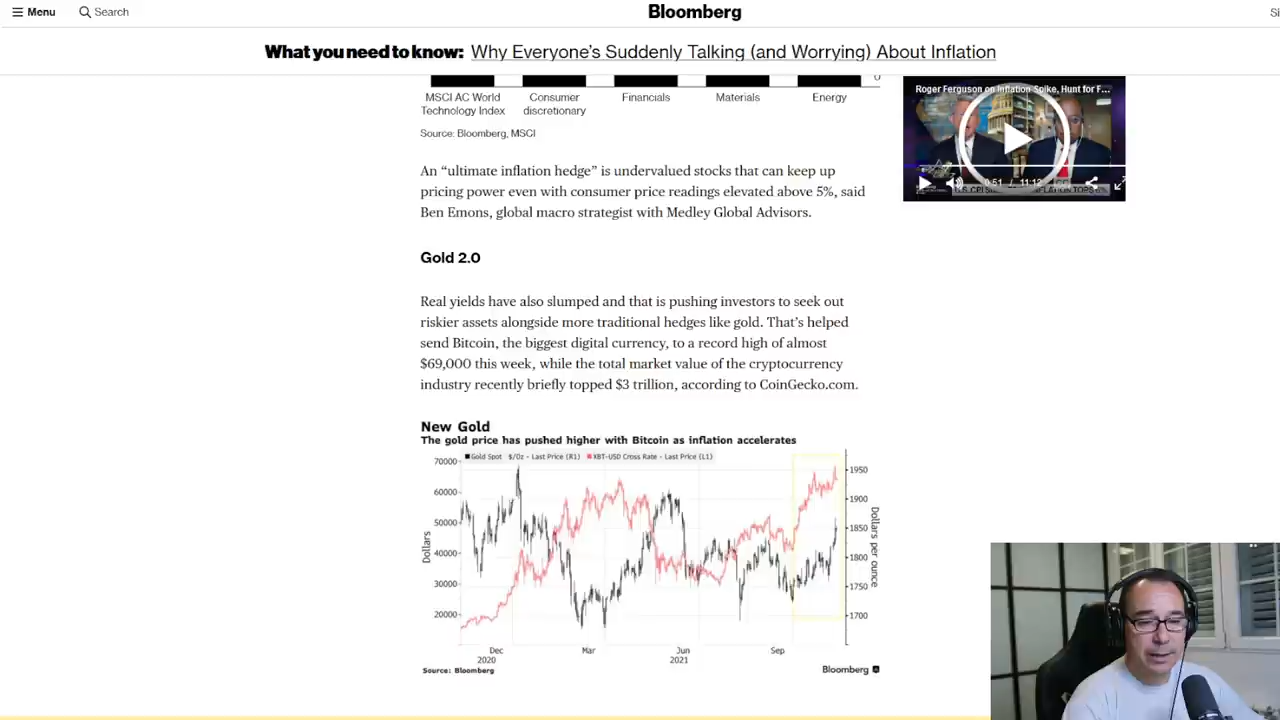 Menu
Search
Bloomberg
What you need to know: Why Everyone's Suddenly Talking (and Worrying) About Inflation
0
MSCI AC World
Technology Index
Consumer
discretionary
Financials
Materials
Energy
Source: Bloomberg, MSCI
Roger Ferguson on Inflation Spike, Hunt for F...
An “ultimate inflation hedge” is undervalued stocks that can keep up
pricing power even with consumer price readings elevated above 5%, said
Ben Emons, global macro strategist with Medley Global Advisors.
Gold 2.0
Real yields have also slumped and that is pushing investors to seek out
riskier assets alongside more traditional hedges like gold. That’s helped
send Bitcoin, the biggest digital currency, to a record high of almost
$69,000 this week, while the total market value of the cryptocurrency
industry recently briefly topped $3 trillion, according to CoinGecko.com.
New Gold
The gold price has pushed higher with Bitcoin as inflation accelerates
Gold Spot $/Oz - Last Price (R1) XBT-USD Cross Rate - Last Price (L1)
70000
60000
50000
40000
30000
20000
Dollars
1950
1900
1850
1800
1750
1700
Dollars per ounce
Dec
2020
Mar
Jun
2021
Sep
Source: Bloomberg
Bloomberg